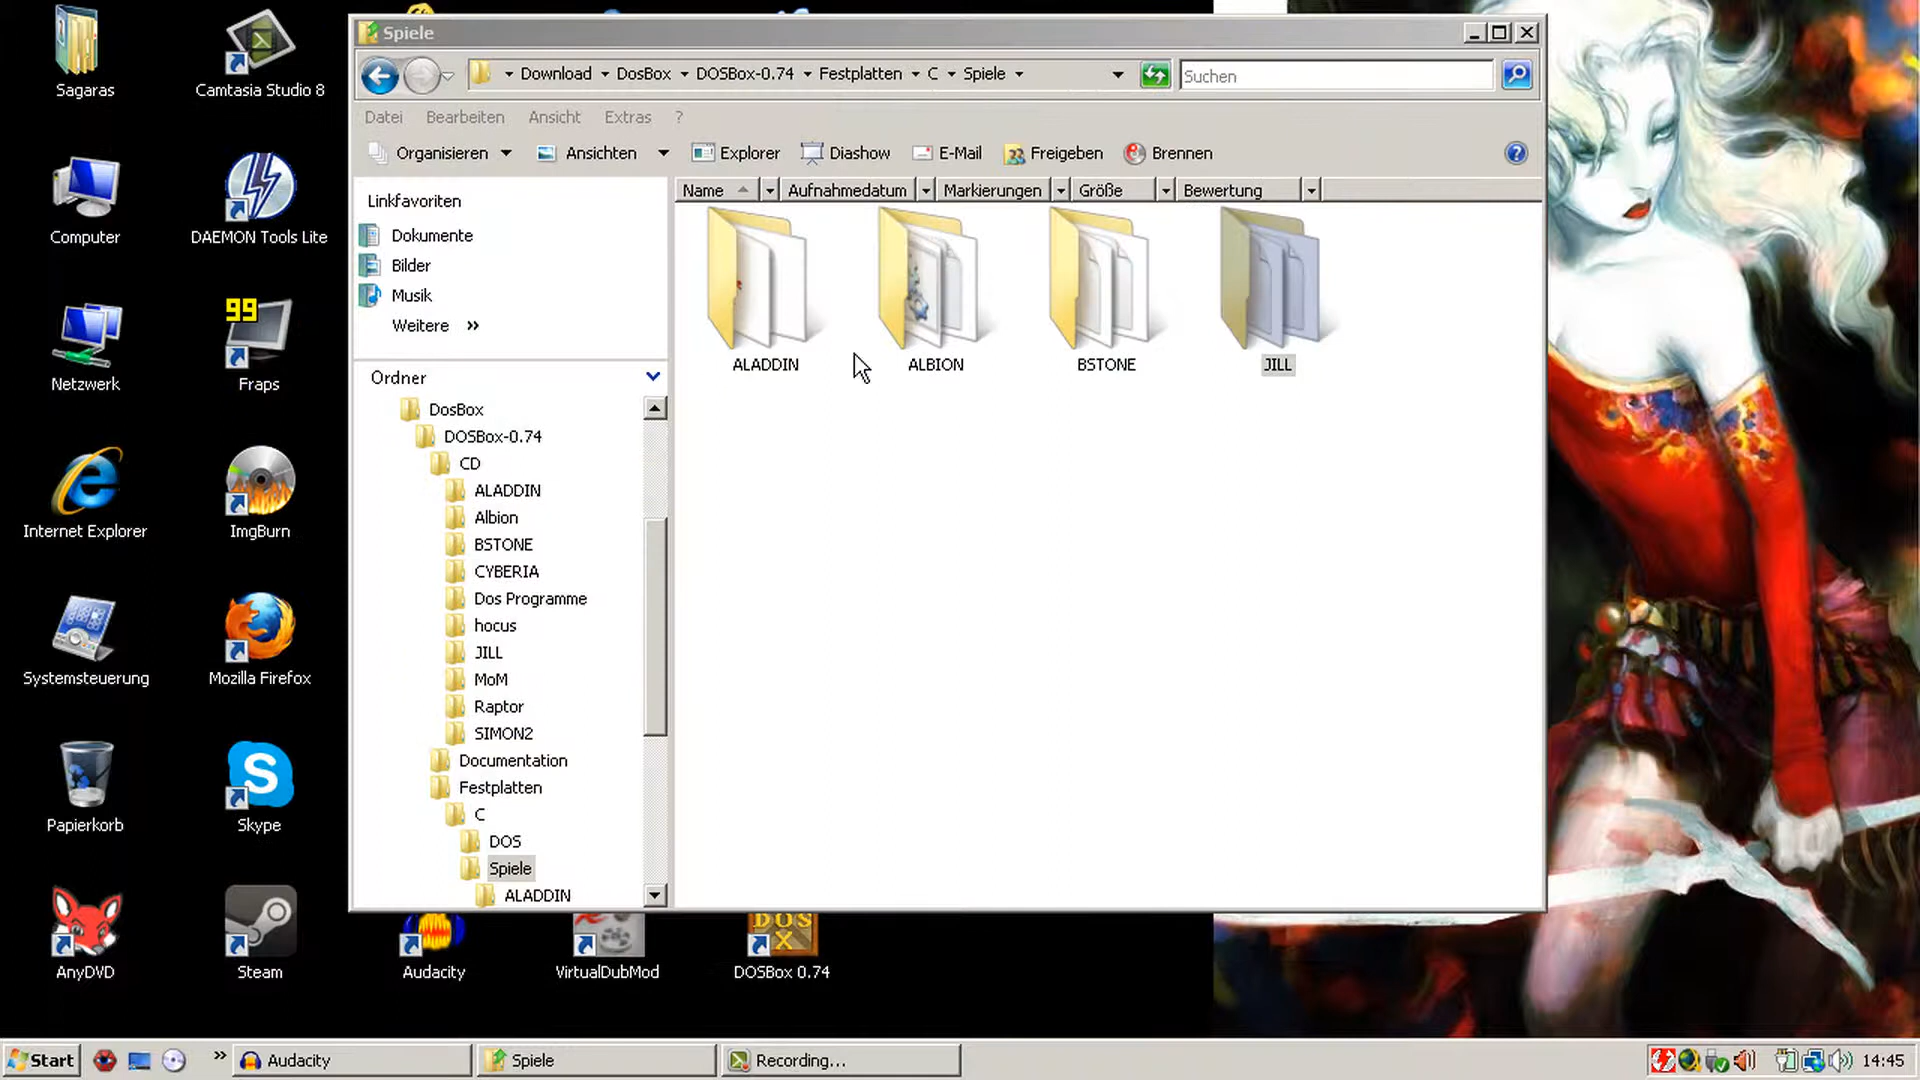 Sagaras
Camtasia Studio 8
Computer
DAEMON Tools Lite
Netzwerk
99
Fraps
Internet Explorer
ImgBurn
Systemsteuerung
Mozilla Firefox
Papierkorb
Skype
AnyDVD
Steam
Audacity
VirtualDubMod
DOS
X
DOSBox 0.74
Spiele
Download DosBox DOSBox-0.74 Festplatten C Spiele
Suchen
Datei Bearbeiten Ansicht Extras ?
Organisieren Ansichten Explorer Diashow E-Mail Freigeben Brennen
Linkfavoriten
Dokumente
Bilder
Musik
Weitere »
Ordner
DosBox
DOSBox-0.74
CD
ALADDIN
Albion
BSTONE
CYBERIA
Dos Programme
hocus
JILL
MoM
Raptor
SIMON2
Documentation
Festplatten
C
DOS
Spiele
ALADDIN
Name Aufnahmedatum Markierungen Größe Bewertung
ALADDIN ALBION BSTONE JILL
Start » Audacity Spiele Recording... 14:45